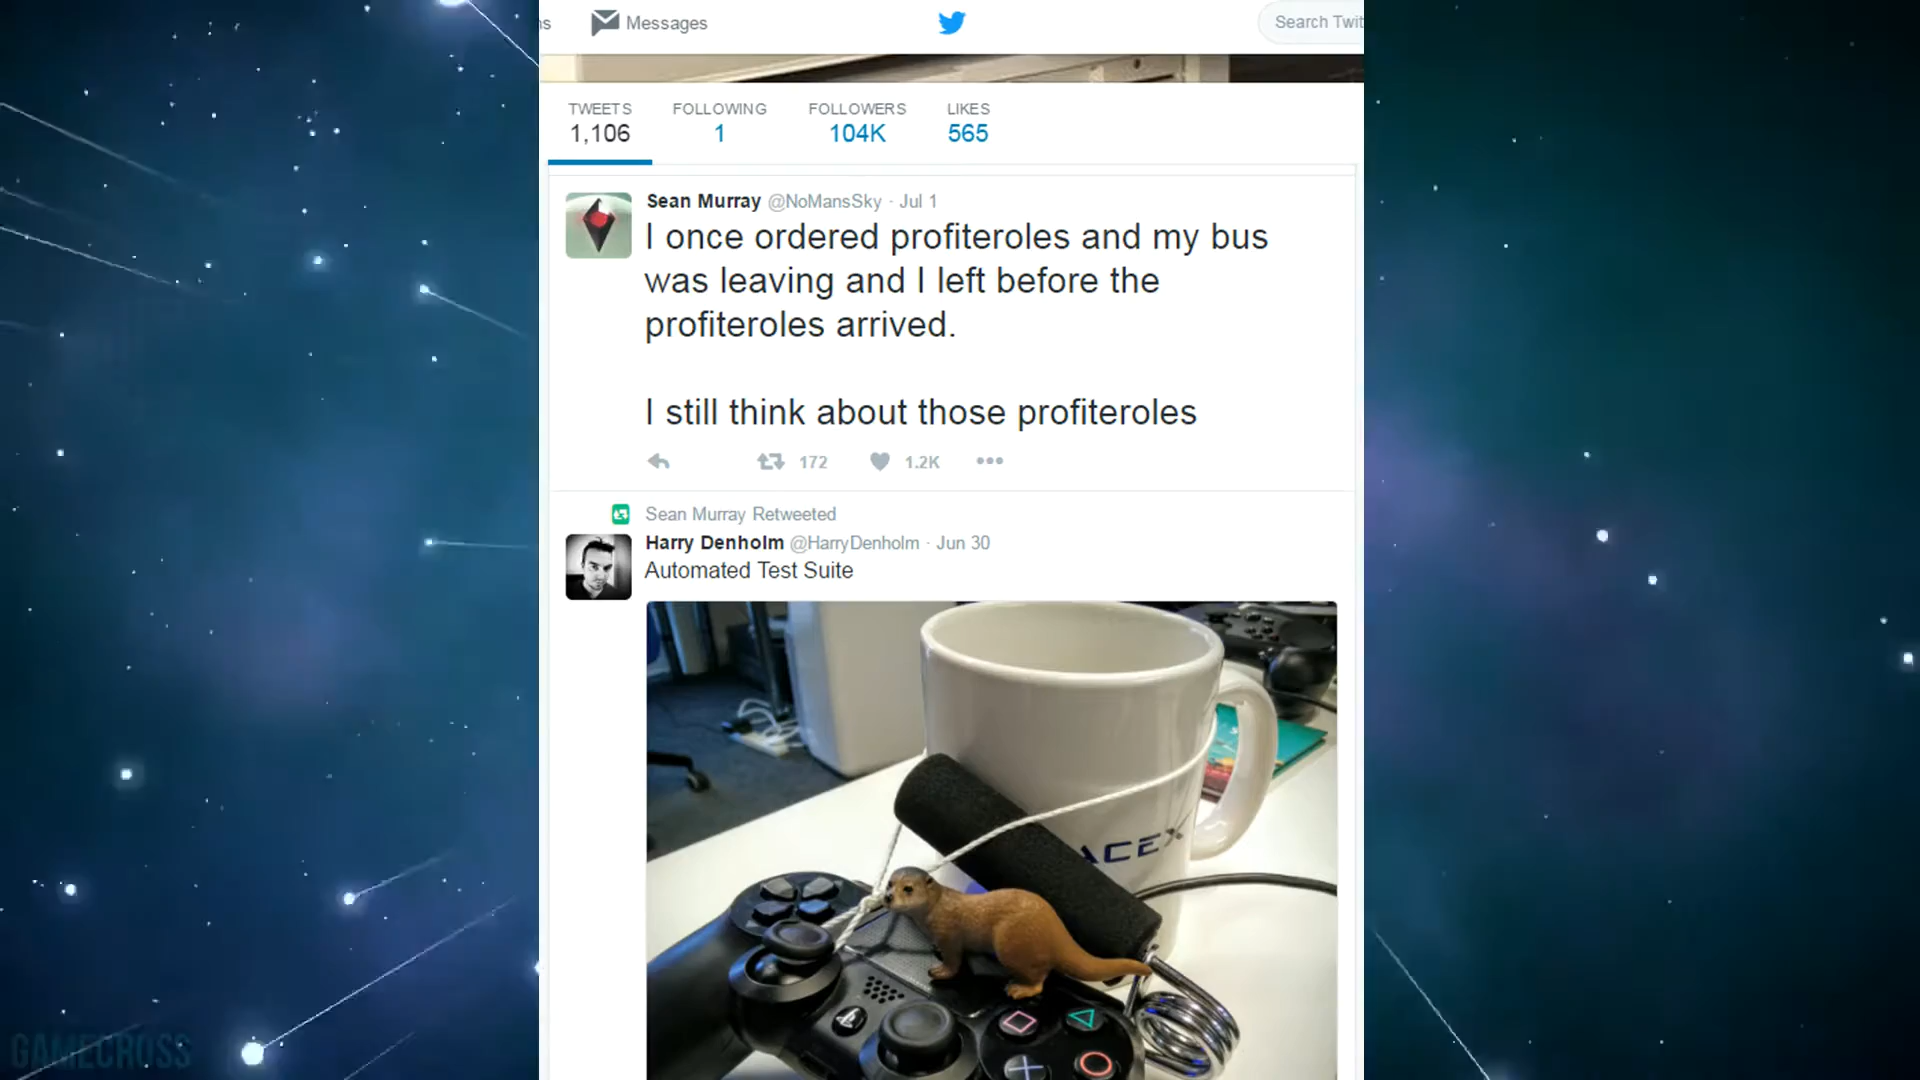 Messages
Search Twit
TWEETS FOLLOWING FOLLOWERS LIKES
1,106 1 104K 565
Sean Murray @NoMansSky · Jul 1
I once ordered profiteroles and my bus
was leaving and I left before the
profiteroles arrived.
I still think about those profiteroles
172 1.2K
Sean Murray Retweeted
Harry Denholm @HarryDenholm · Jun 30
Automated Test Suite
ACEX
GAMECROSS